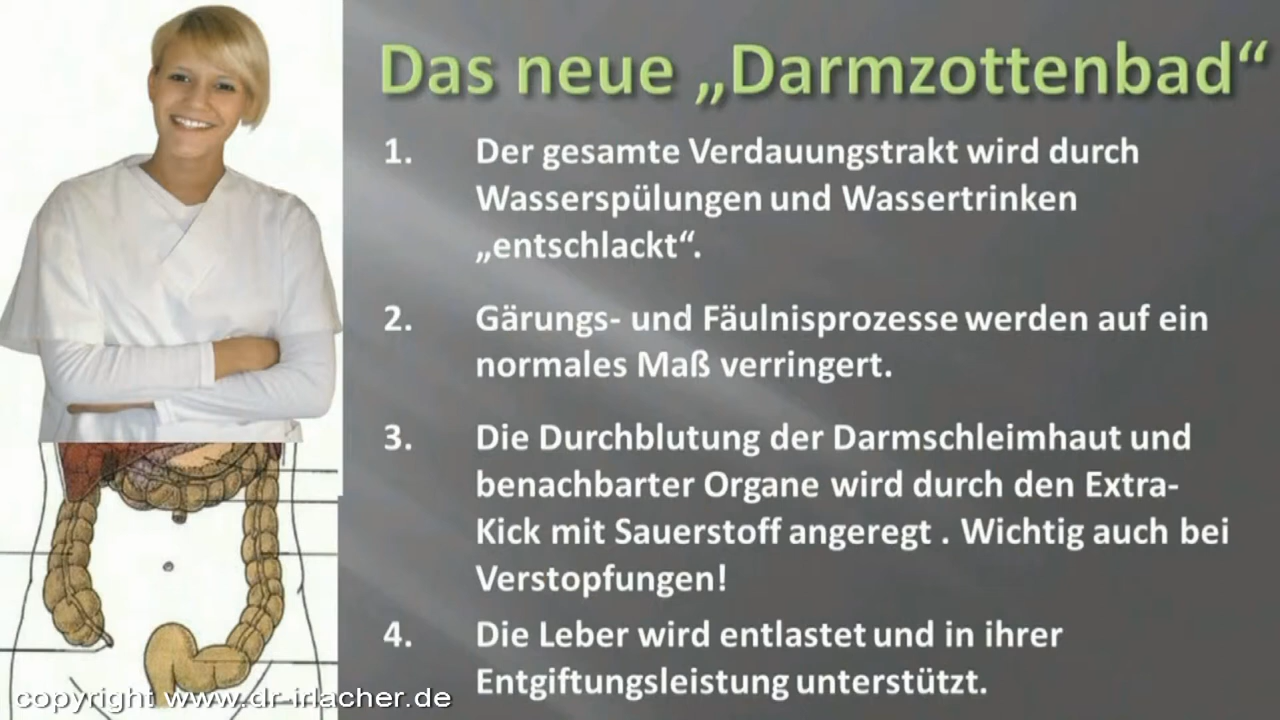 Das neue „Darmzottenbad“
1. Der gesamte Verdauungstrakt wird durch
Wasserspülungen und Wassertrinken
„entschlackt“.
2. Gärungs- und Fäulnisprozesse werden auf ein
normales Maß verringert.
3. Die Durchblutung der Darmschleimhaut und
benachbarter Organe wird durch den Extra-
Kick mit Sauerstoff angeregt . Wichtig auch bei
Verstopfungen!
4. Die Leber wird entlastet und in ihrer
Entgiftungsleistung unterstützt.
copyright www.dr-irlacher.de